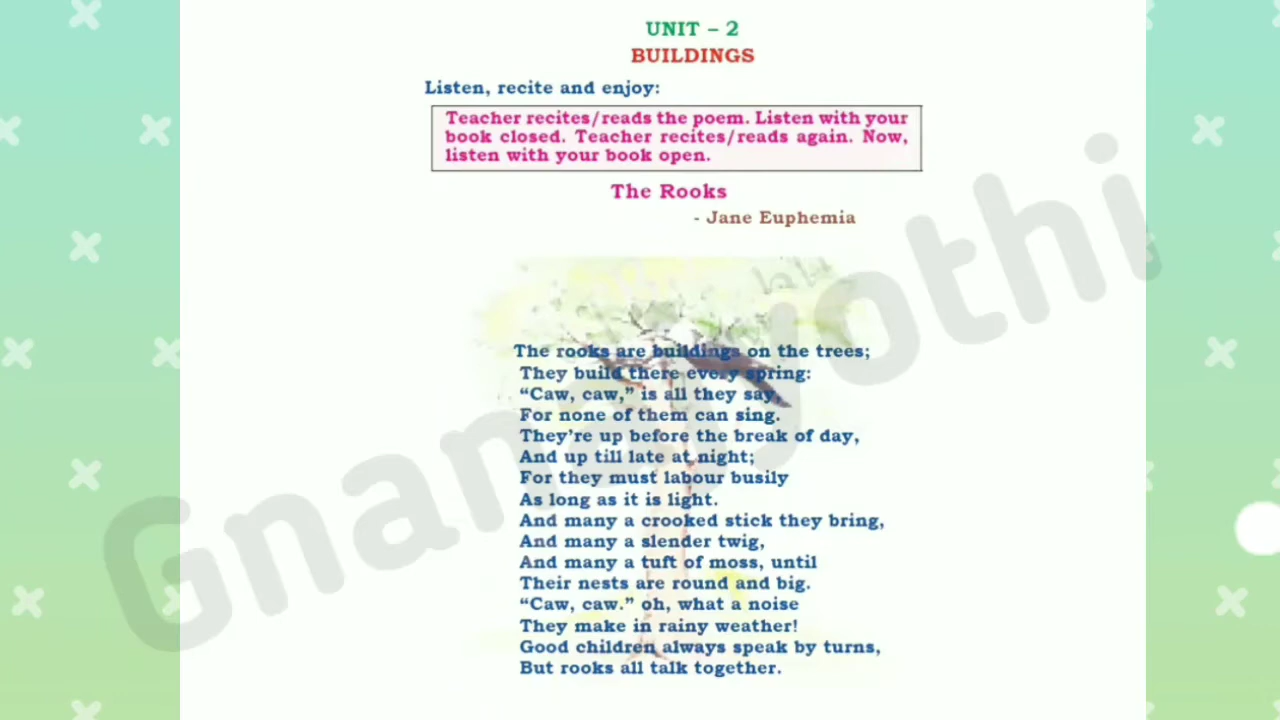 UNIT – 2
BUILDINGS
Listen, recite and enjoy:
Teacher recites/reads the poem. Listen with your
book closed. Teacher recites/reads again. Now,
listen with your book open.
The Rooks
- Jane Euphemia
The rooks are buildings on the trees;
They build there every spring:
“Caw, caw,” is all they say,
For none of them can sing.
They’re up before the break of day,
And up till late at night;
For they must labour busily
As long as it is light.
And many a crooked stick they bring,
And many a slender twig,
And many a tuft of moss, until
Their nests are round and big.
“Caw, caw.” oh, what a noise
They make in rainy weather!
Good children always speak by turns,
But rooks all talk together.
Gnanajyothi